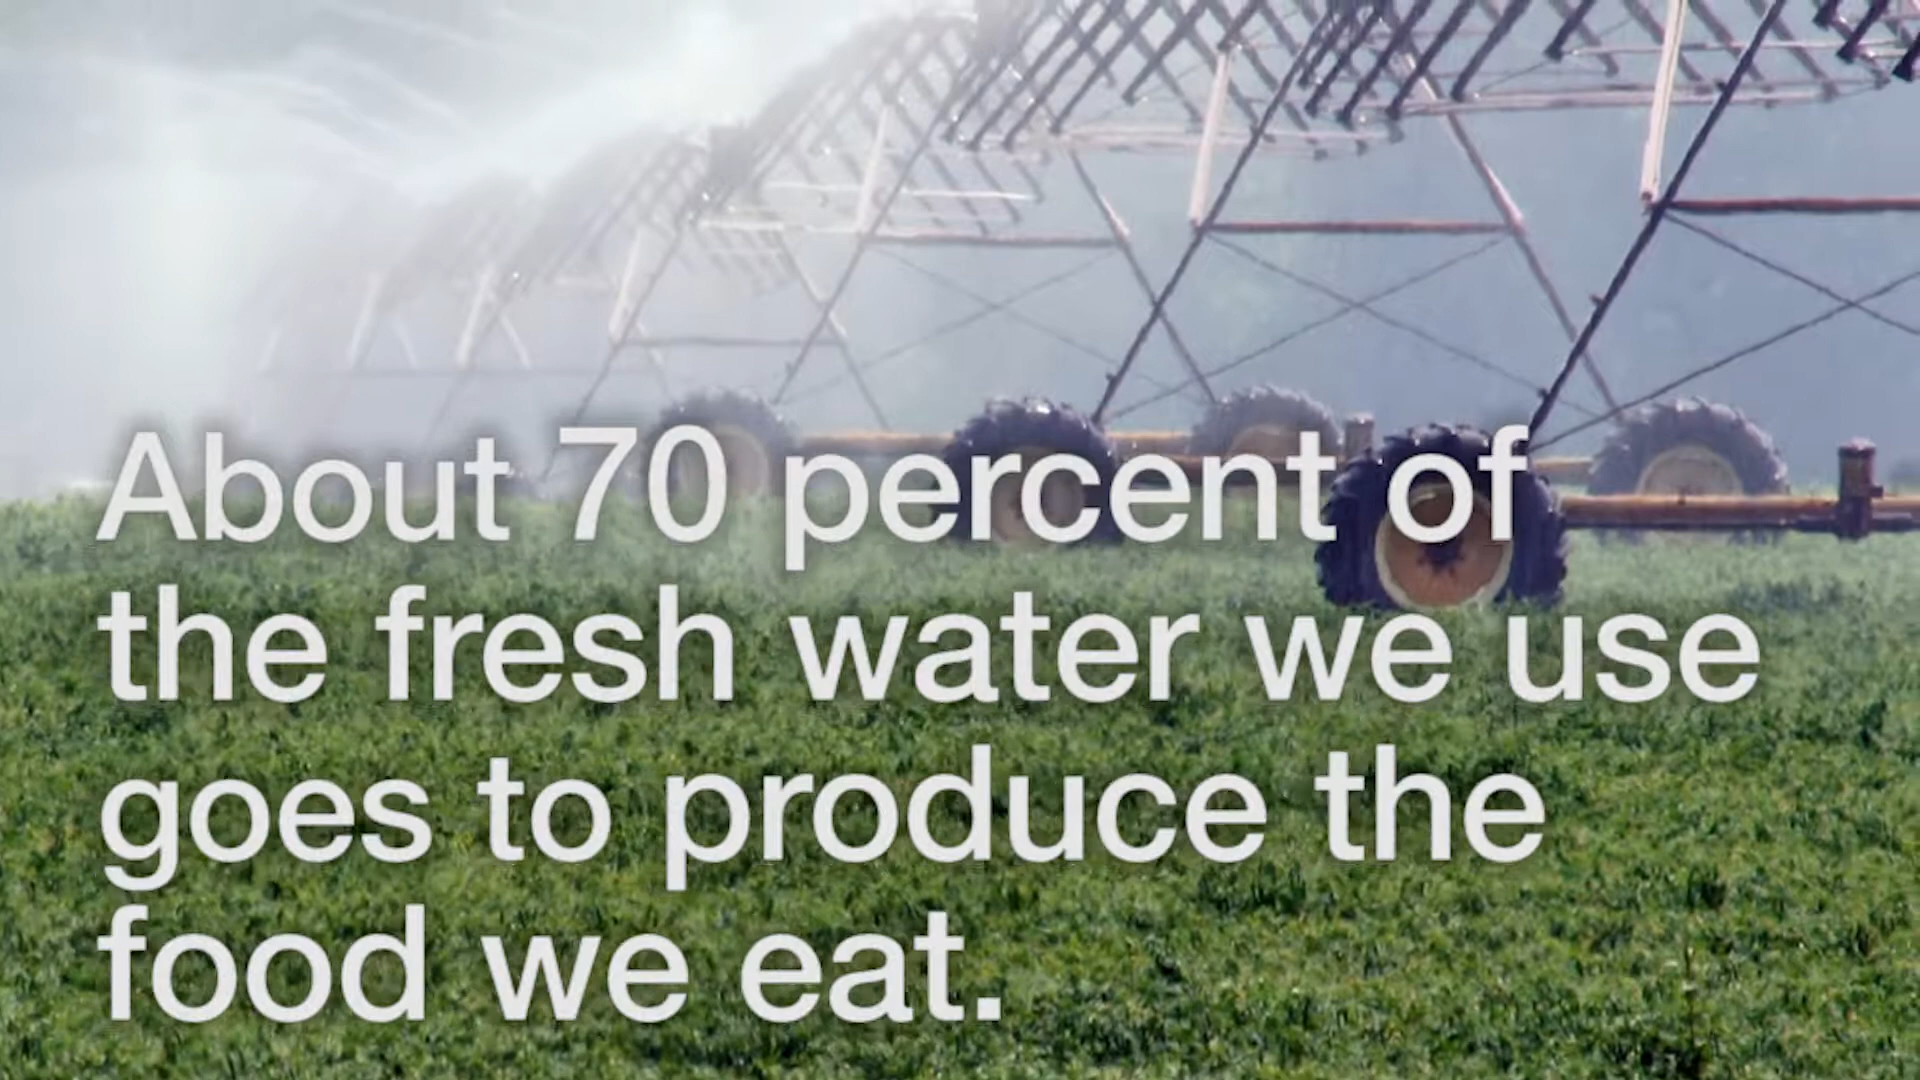 About 70 percent of
the fresh water we use
goes to produce the
food we eat.